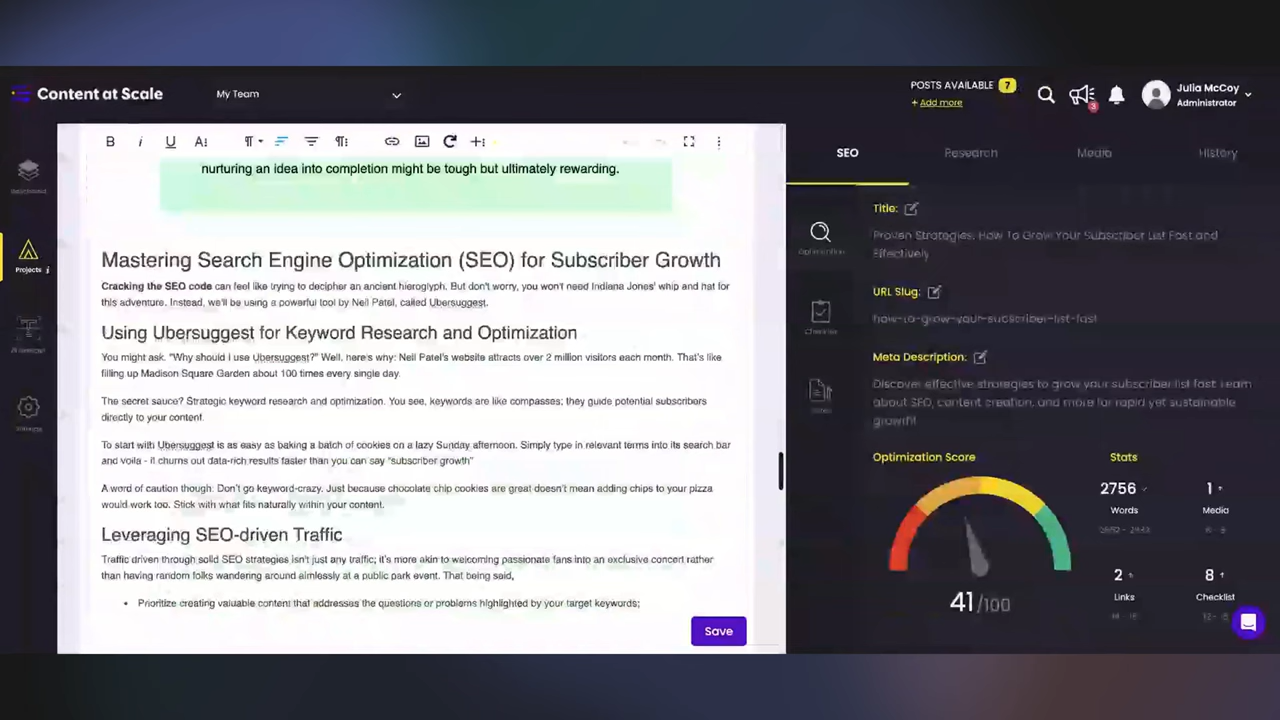 Content at Scale
My Team
POSTS AVAILABLE 7
+ Add more
3
Julia McCoy
Administrator
B i U A
SEO
Research
Media
History
Dashboard
Projects
Settings
nurturing an idea into completion might be tough but ultimately rewarding.
Mastering Search Engine Optimization (SEO) for Subscriber Growth
Cracking the SEO code can feel like trying to decipher an ancient hieroglyph. But don't worry, you won't need Indiana Jones' whip and hat for
this adventure. Instead, we'll be using a powerful tool by Neil Patel, called Ubersuggest.
Using Ubersuggest for Keyword Research and Optimization
You might ask. "Why should I use Ubersuggest?" Well, here's why: Neil Patel's website attracts over 2 million visitors each month. That's like
filling up Madison Square Garden about 100 times every single day.
The secret sauce? Strategic keyword research and optimization. You see, keywords are like compasses; they guide potential subscribers
directly to your content.
To start with Ubersuggest is as easy as baking a batch of cookies on a lazy Sunday afternoon. Simply type in relevant terms into its search bar
and voila - it churns out data-rich results faster than you can say "subscriber growth"
A word of caution though: Don't go keyword-crazy. Just because chocolate chip cookies are great doesn't mean adding chips to your pizza
would work too. Stick with what fits naturally within your content.
Leveraging SEO-driven Traffic
Traffic driven through solid SEO strategies isn't just any traffic; it's more akin to welcoming passionate fans into an exclusive concert rather
than having random folks wandering around aimlessly at a public park event. That being said,
• Prioritize creating valuable content that addresses the questions or problems highlighted by your target keywords;
Save
Optimization
Checklist
Title:
Proven Strategies: How To Grow Your Subscriber List Fast and
Effectively
URL Slug:
how-to-grow-your-subscriber-list-fast
Meta Description:
Discover effective strategies to grow your subscriber list fast. Learn
about SEO, content creation, and more for rapid yet sustainable
growth!
Optimization Score
41 /100
Stats
2756
Words
1
Media
2
Links
8
Checklist